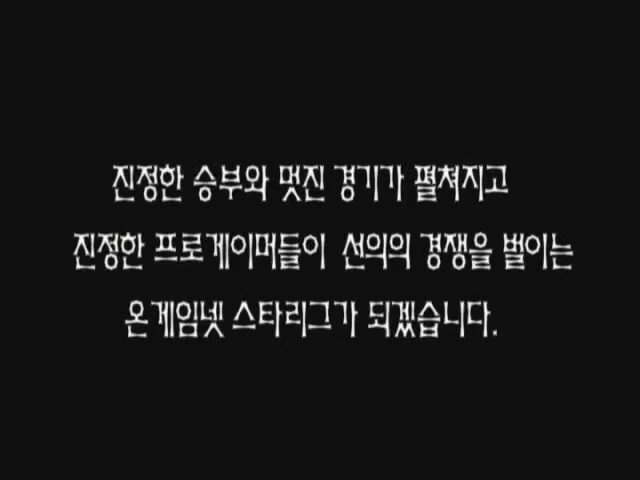 진정한 승부와 멋진 경기가 펼쳐지고
진정한 프로게이머들이 선의의 경쟁을 벌이는
온게임넷 스타리그가 되겠습니다.